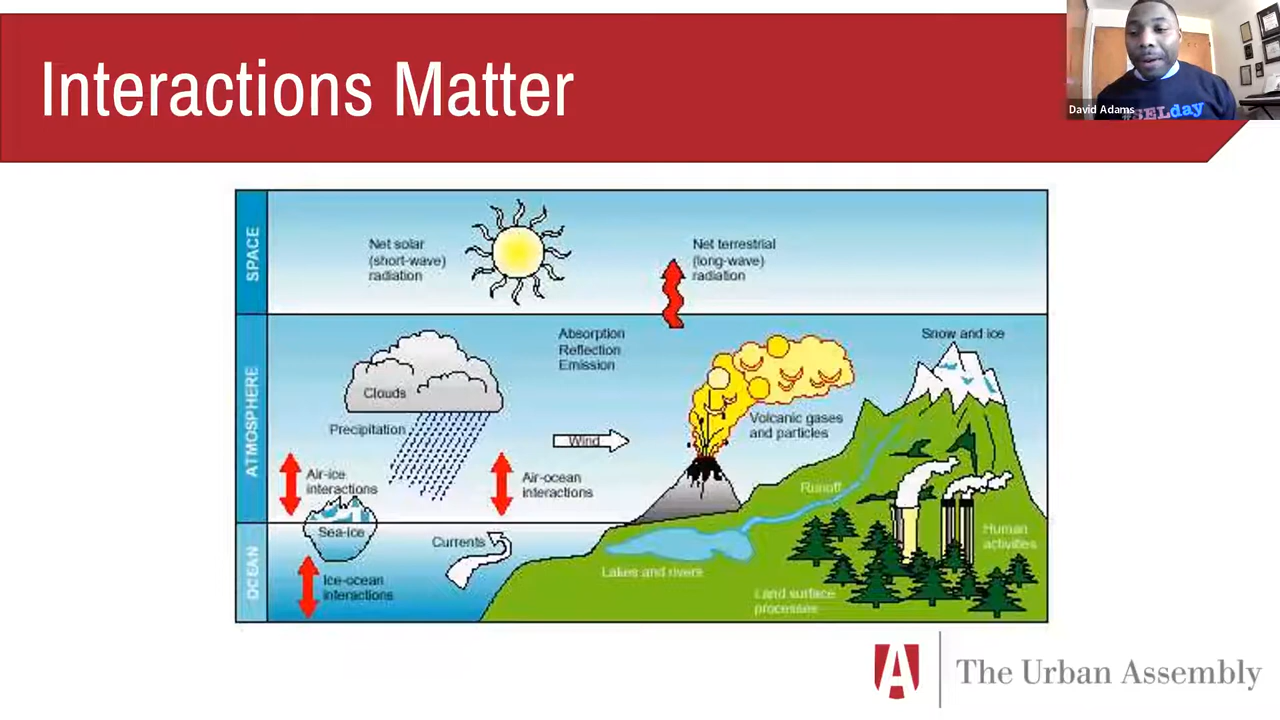 Interactions Matter
David Adams
#SELday
SPACE
Net solar
(short-wave)
radiation
Net terrestrial
(long-wave)
radiation
ATMOSPHERE
Absorption
Reflection
Emission
Snow and ice
Clouds
Volcanic gases
and particles
Precipitation
Wind
Air-ice
interactions
Air-ocean
interactions
Runoff
OCEAN
Sea-ice
Currents
Human
activities
Lakes and rivers
Ice-ocean
interactions
Land surface
processes
A
The Urban Assembly